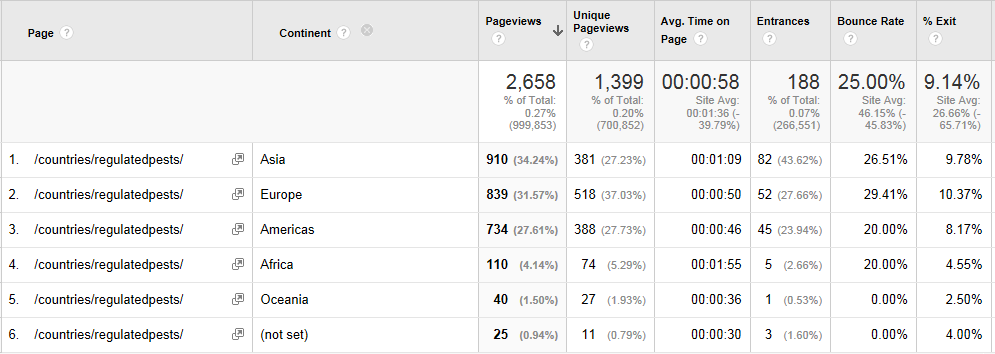 Page ? Continent ? Pageviews ? Unique Pageviews ? Avg. Time on Page ? Entrances ? Bounce Rate ? % Exit ?
2,658 1,399 00:00:58 188 25.00% 9.14%
% of Total: % of Total: Site Avg: % of Total: Site Avg: Site Avg:
0.27% 0.20% 00:01:36 (- 0.07% 46.15% (- 26.66% (-
(999,853) (700,852) 39.79%) (266,551) 45.83%) 65.71%)
1. /countries/regulatedpests/ Asia 910 (34.24%) 381 (27.23%) 00:01:09 82 (43.62%) 26.51% 9.78%
2. /countries/regulatedpests/ Europe 839 (31.57%) 518 (37.03%) 00:00:50 52 (27.66%) 29.41% 10.37%
3. /countries/regulatedpests/ Americas 734 (27.61%) 388 (27.73%) 00:00:46 45 (23.94%) 20.00% 8.17%
4. /countries/regulatedpests/ Africa 110 (4.14%) 74 (5.29%) 00:01:55 5 (2.66%) 20.00% 4.55%
5. /countries/regulatedpests/ Oceania 40 (1.50%) 27 (1.93%) 00:00:36 1 (0.53%) 0.00% 2.50%
6. /countries/regulatedpests/ (not set) 25 (0.94%) 11 (0.79%) 00:00:30 3 (1.60%) 0.00% 4.00%